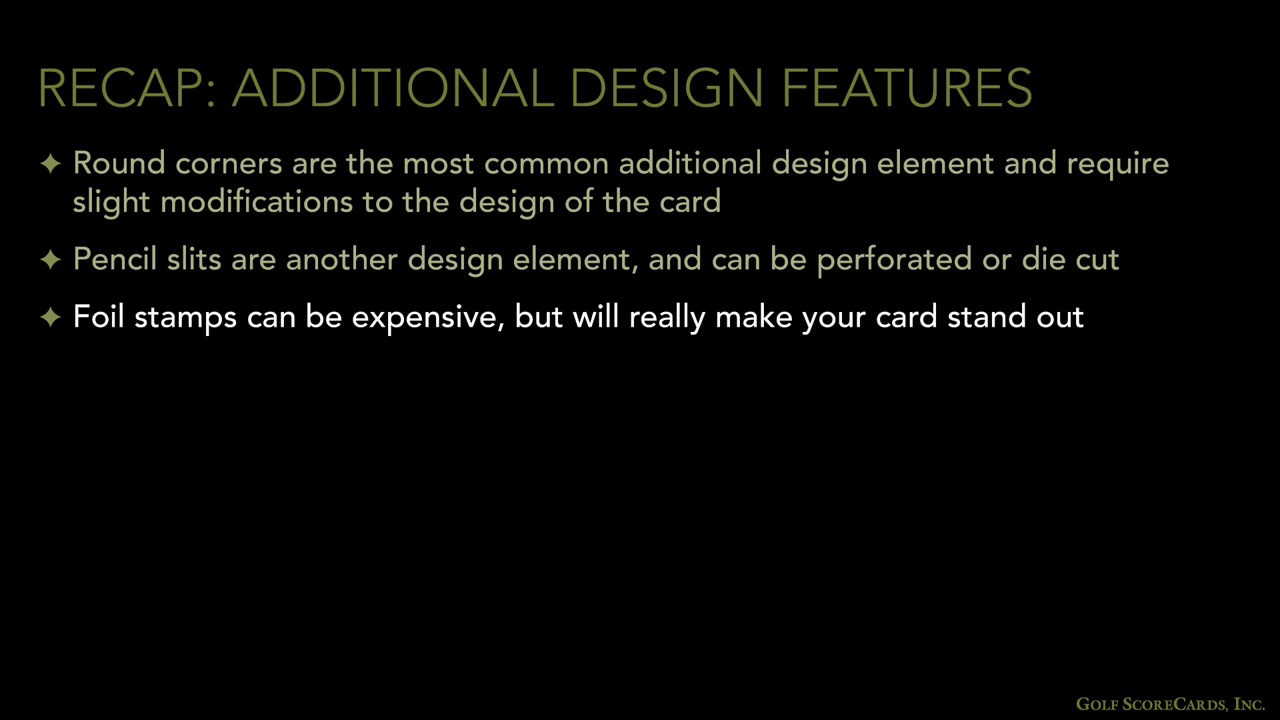 RECAP: ADDITIONAL DESIGN FEATURES
✦ Round corners are the most common additional design element and require
slight modifications to the design of the card
✦ Pencil slits are another design element, and can be perforated or die cut
✦ Foil stamps can be expensive, but will really make your card stand out
GOLF SCORECARDS, INC.